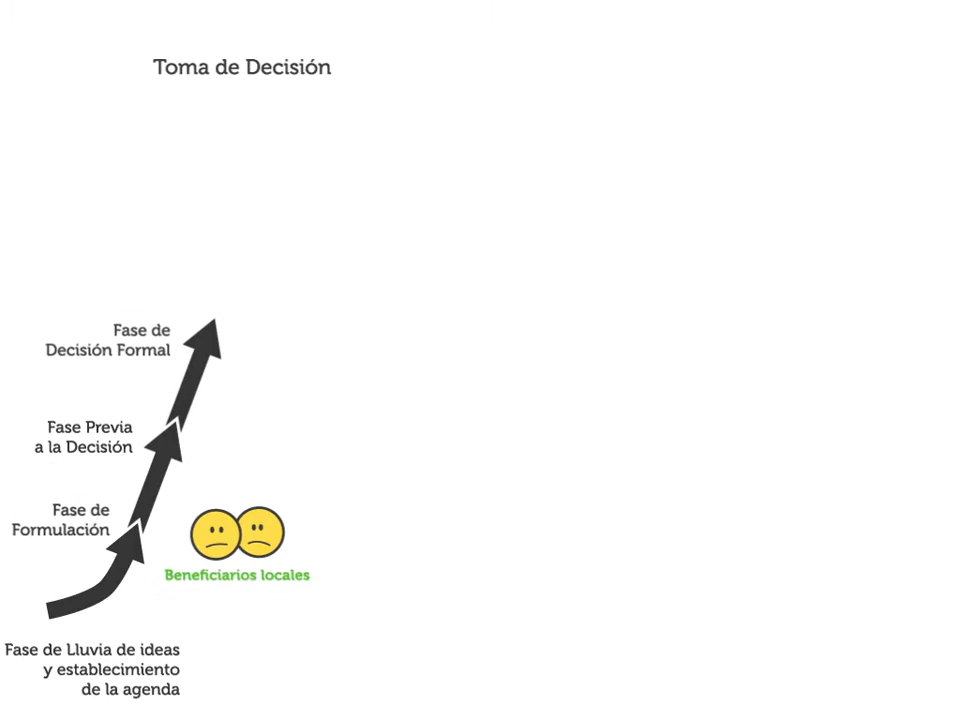 Toma de Decisión
Fase de
Decisión Formal
Fase Previa
a la Decisión
Fase de
Formulación
Beneficiarios locales
Fase de Lluvia de ideas
y establecimiento
de la agenda